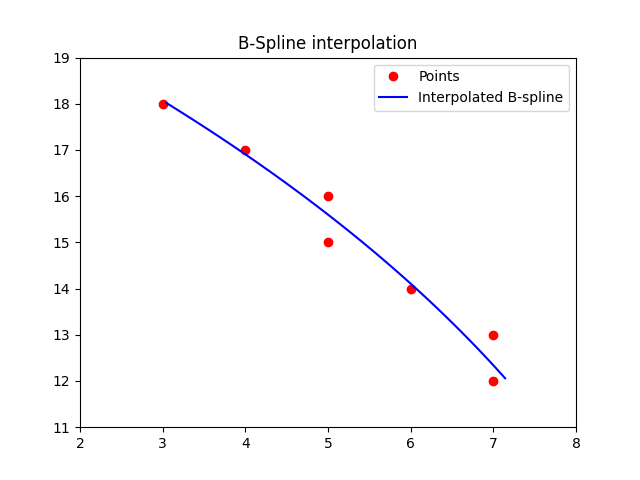 B-Spline interpolation
19
18
17
16
15
14
13
12
11
2 3 4 5 6 7 8
Points
Interpolated B-spline